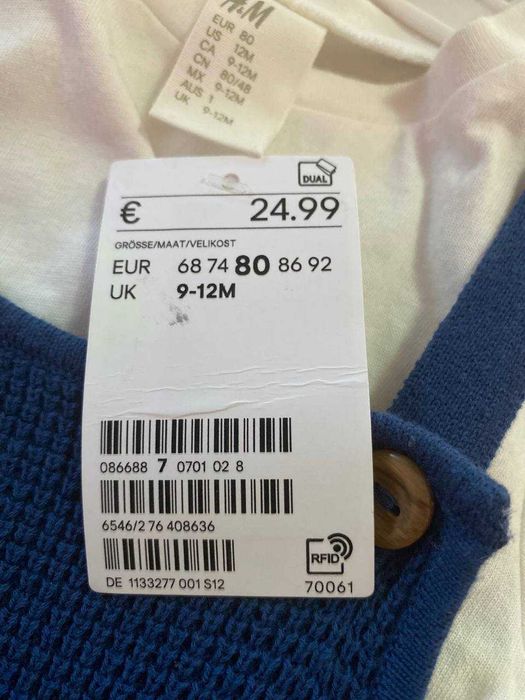 H&M
EUR 80
US 12M
CA 9-12M
CN 80/48
MX 9-12M
AUS 1
UK 9-12M
DUAL
€ 24.99
GRÖSSE/MAAT/VELIKOST
EUR 68 74 80 86 92
UK 9-12M
086688 7 0701 02 8
6546/2 76 408636
RFID
DE 1133277 001 S12
70061